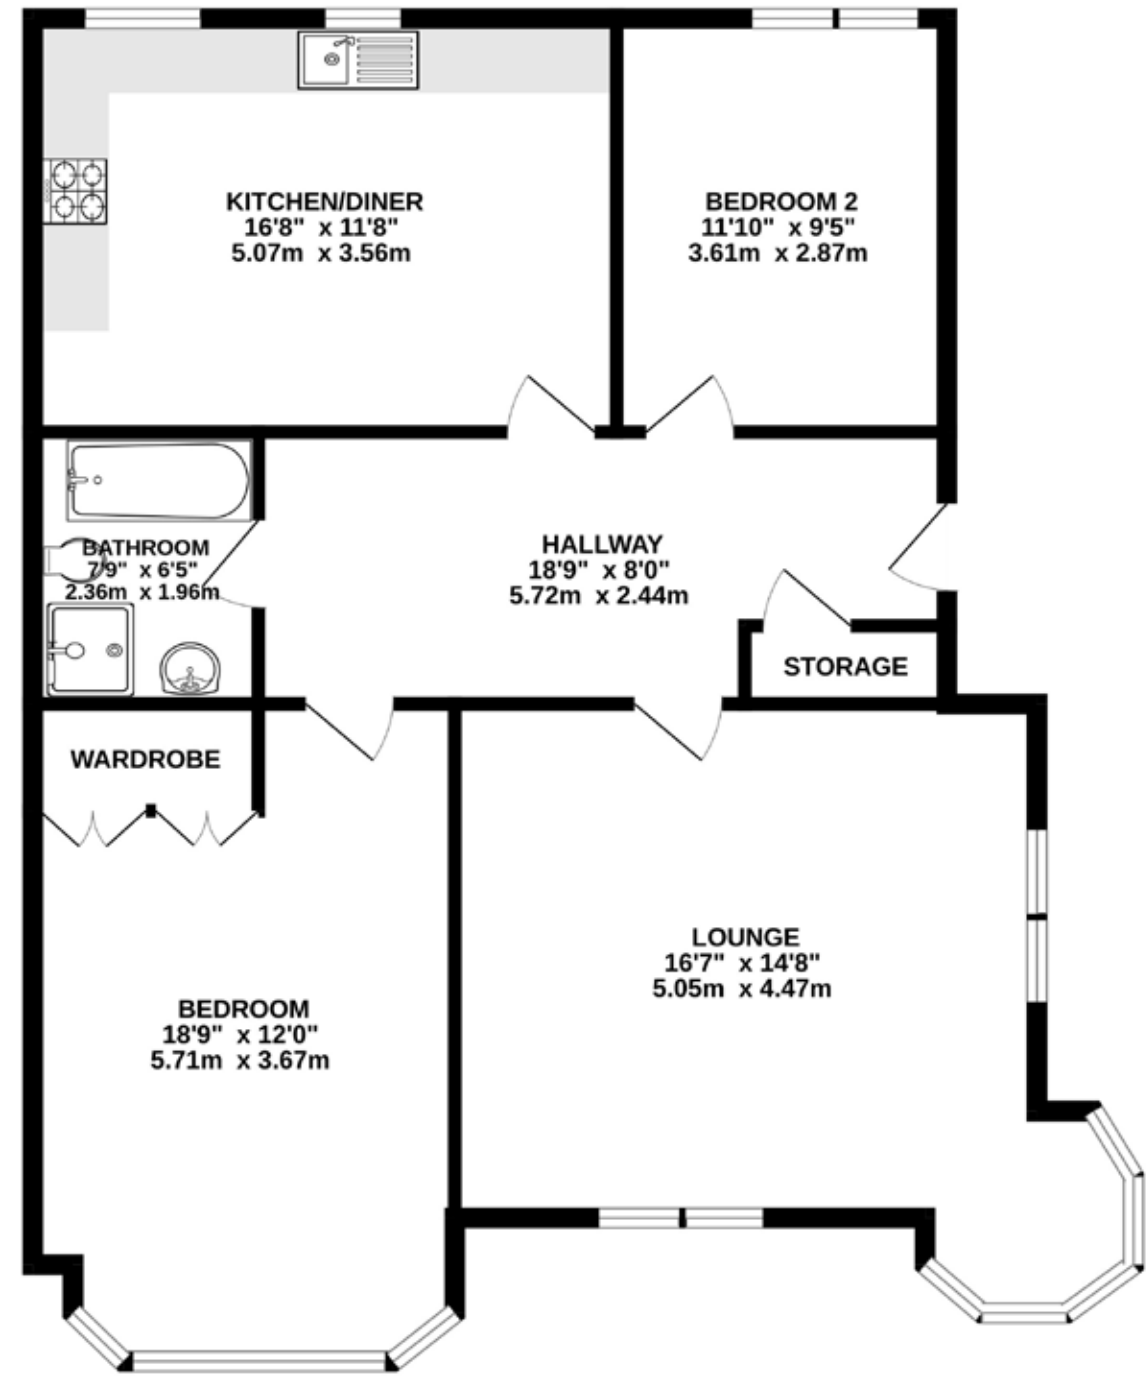 KITCHEN/DINER
16'8" x 11'8"
5.07m x 3.56m
BEDROOM 2
11'10" x 9'5"
3.61m x 2.87m
BATHROOM
7'9" x 6'5"
2.36m x 1.96m
HALLWAY
18'9" x 8'0"
5.72m x 2.44m
STORAGE
WARDROBE
LOUNGE
16'7" x 14'8"
5.05m x 4.47m
BEDROOM
18'9" x 12'0"
5.71m x 3.67m